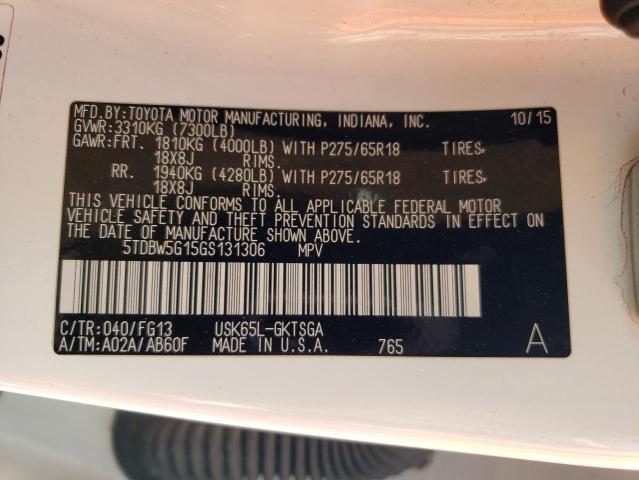 MFD.BY:TOYOTA MOTOR MANUFACTURING, INDIANA, INC. 10/15
GVWR:3310KG (7300LB)
GAWR:FRT. 1810KG (4000LB) WITH P275/65R18 TIRES,
18X8J RIMS.
RR. 1940KG (4280LB) WITH P275/65R18 TIRES,
18X8J RIMS.
THIS VEHICLE CONFORMS TO ALL APPLICABLE FEDERAL MOTOR
VEHICLE SAFETY AND THEFT PREVENTION STANDARDS IN EFFECT ON
THE DATE OF MANUFACTURE SHOWN ABOVE.
5TDBW5G15GS131306 MPV
C/TR:040/FG13 USK65L-GKTSGA
A/TM:A02A/AB60F MADE IN U.S.A. 765 A